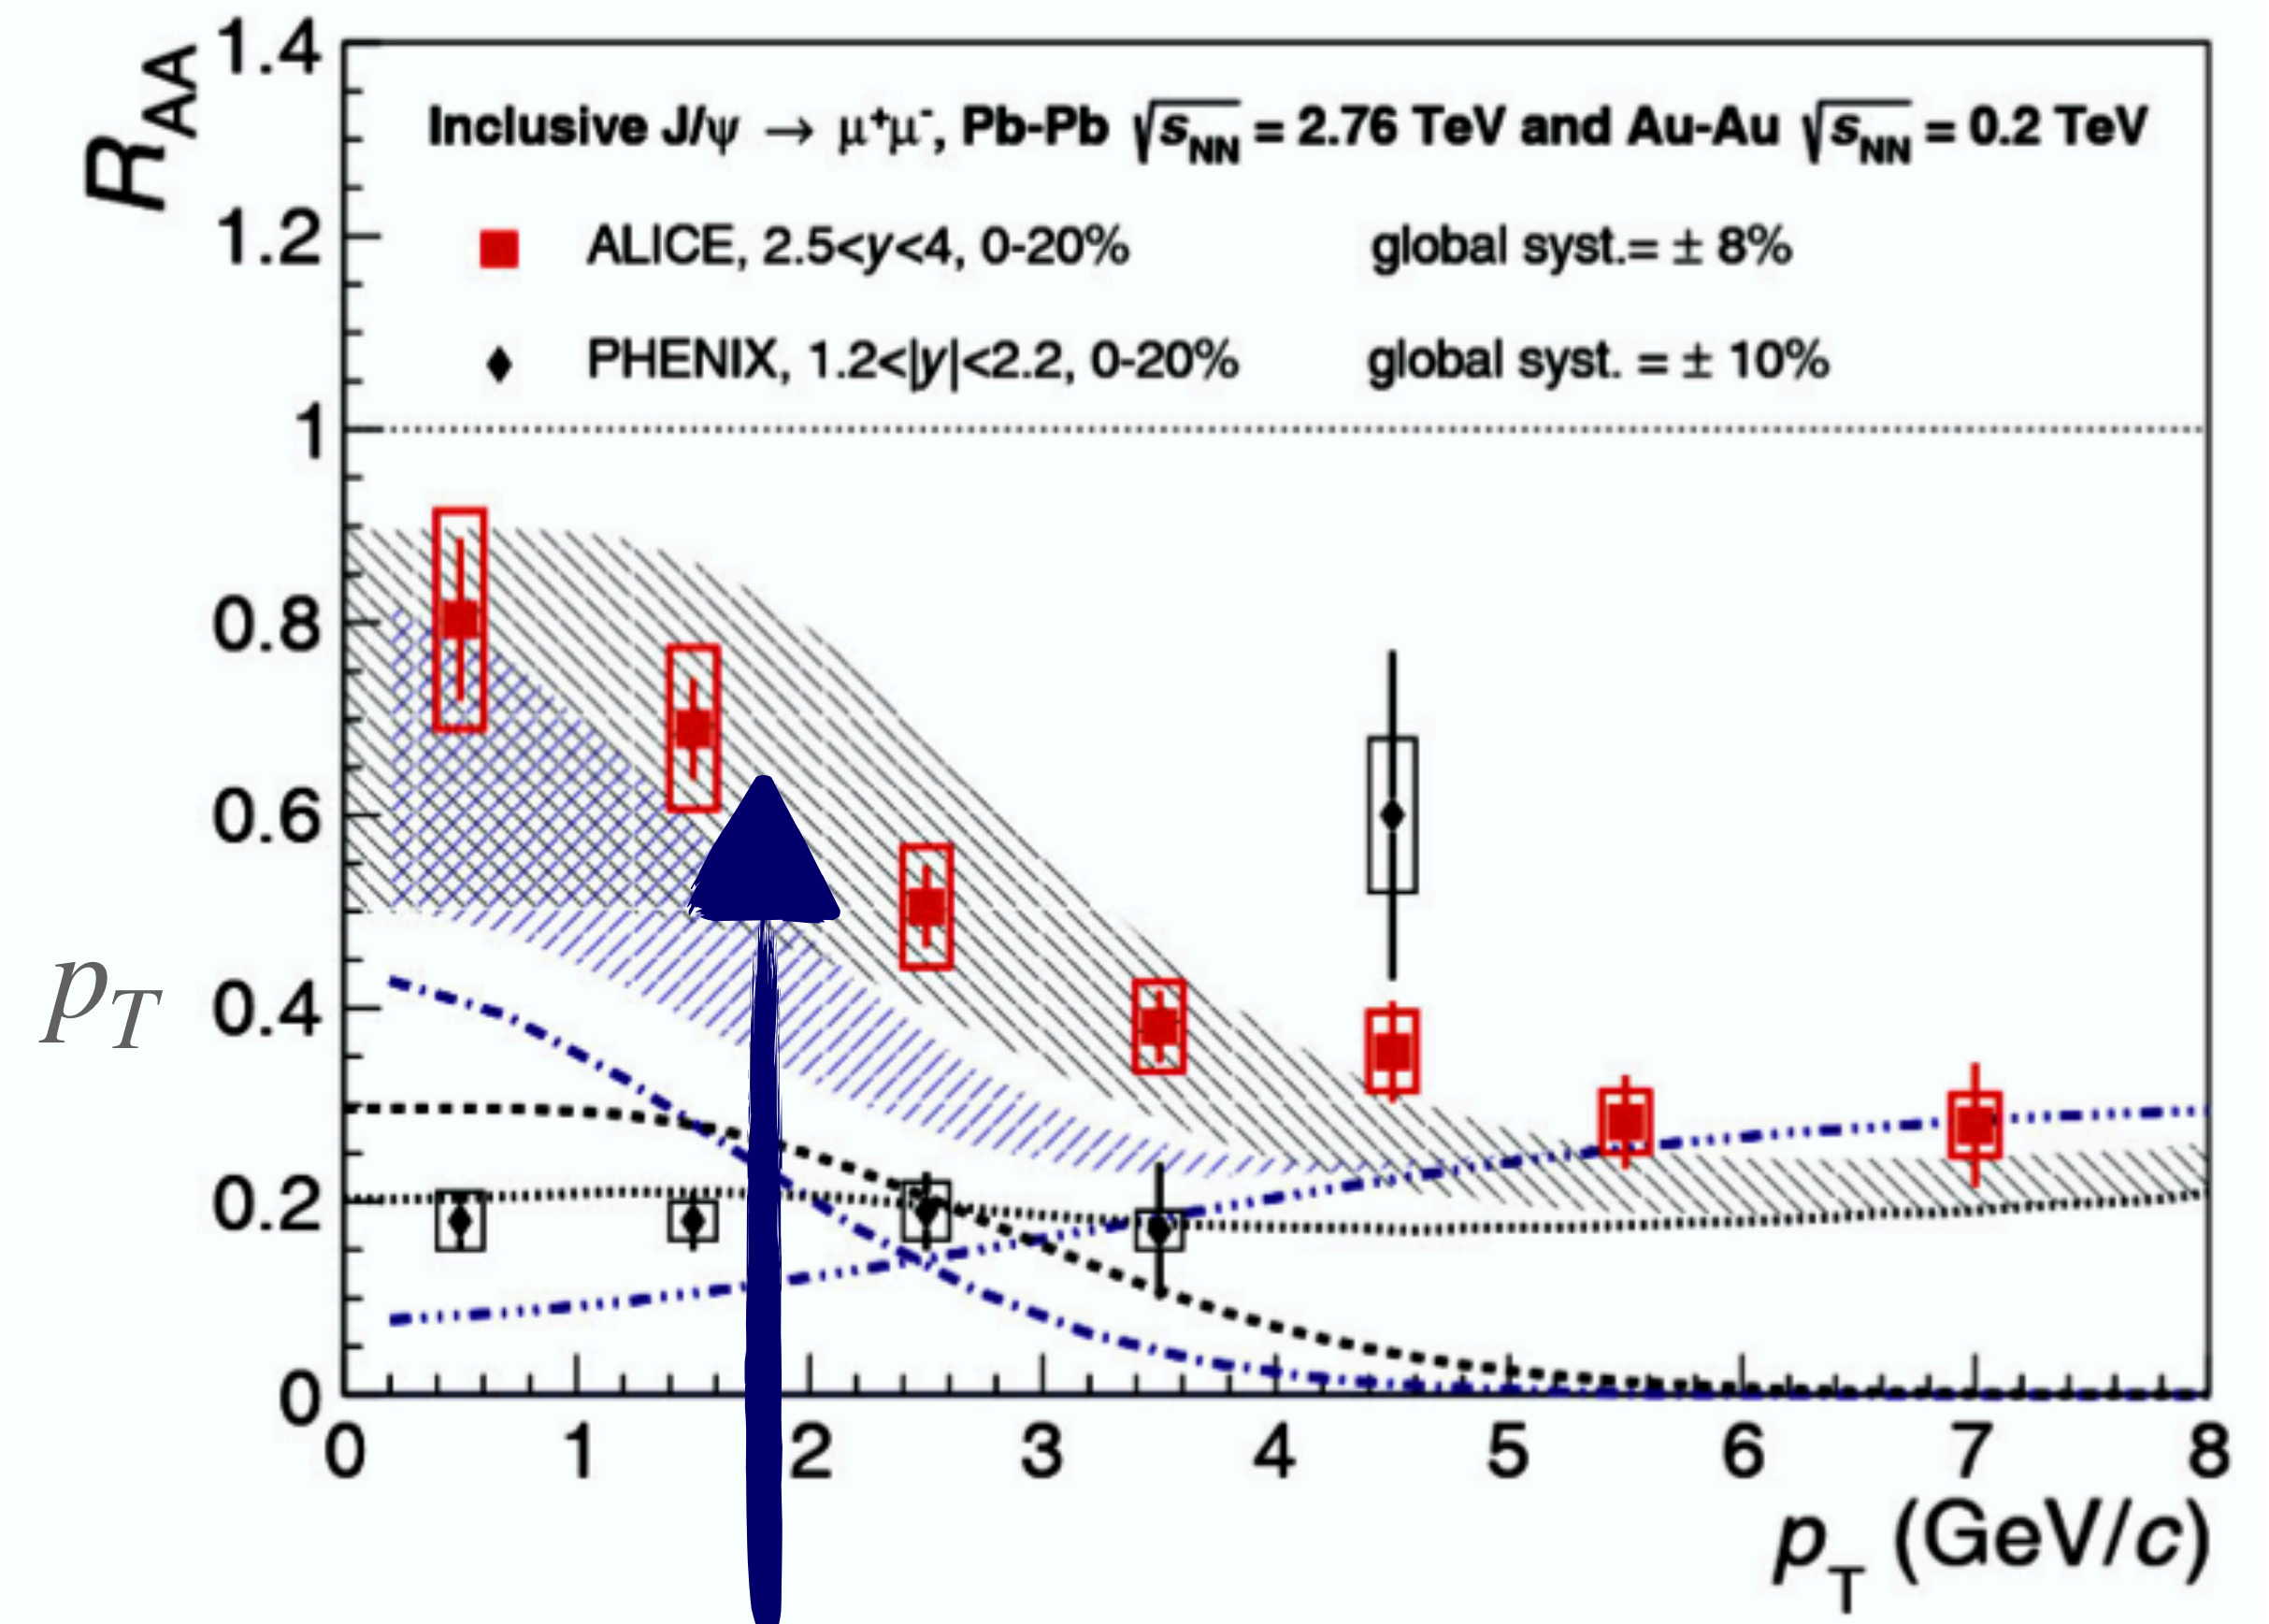 R_AA
1.4
Inclusive J/ψ → μ⁺μ⁻, Pb-Pb √s_NN = 2.76 TeV and Au-Au √s_NN = 0.2 TeV
1.2
ALICE, 2.5<y<4, 0-20% global syst.= ± 8%
PHENIX, 1.2<|y|<2.2, 0-20% global syst. = ± 10%
1
0.8
0.6
p_T
0.4
0.2
0
0 1 2 3 4 5 6 7 8
p_T (GeV/c)